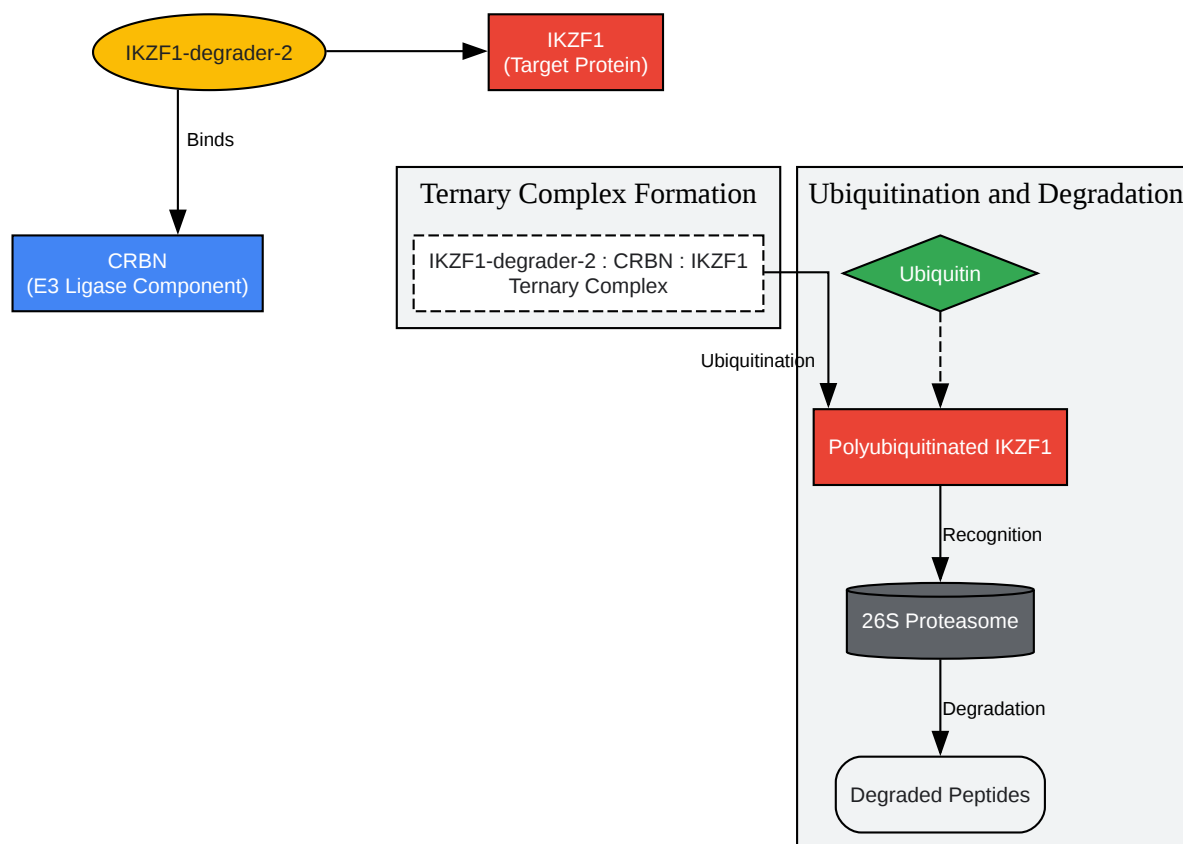 IKZF1-degrader-2
IKZF1
(Target Protein)
Binds
CRBN
(E3 Ligase Component)
Ternary Complex Formation
IKZF1-degrader-2 : CRBN : IKZF1
Ternary Complex
Ubiquitination
Ubiquitination and Degradation
Ubiquitin
Polyubiquitinated IKZF1
Recognition
26S Proteasome
Degradation
Degraded Peptides